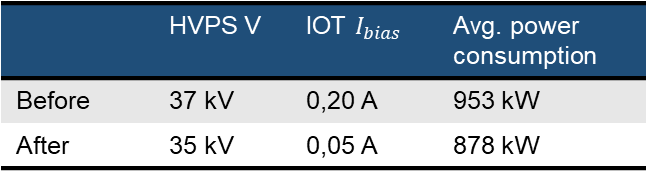 HVPS V IOT I_bias Avg. power
consumption
Before 37 kV 0,20 A 953 kW
After 35 kV 0,05 A 878 kW